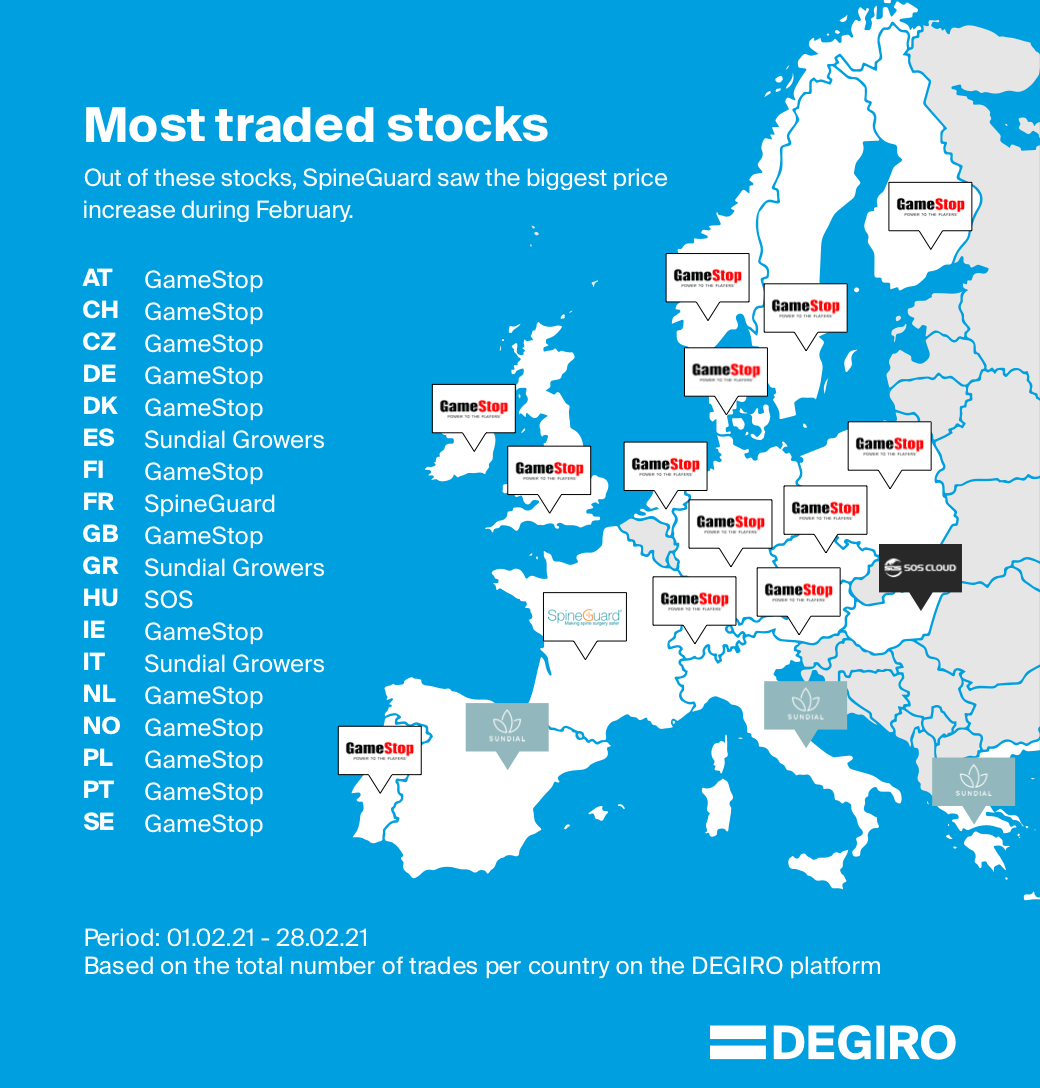 Most traded stocks
Out of these stocks, SpineGuard saw the biggest price
increase during February.
AT GameStop
CH GameStop
CZ GameStop
DE GameStop
DK GameStop
ES Sundial Growers
FI GameStop
FR SpineGuard
GB GameStop
GR Sundial Growers
HU SOS
IE GameStop
IT Sundial Growers
NL GameStop
NO GameStop
PL GameStop
PT GameStop
SE GameStop
GameStop
POWER TO THE PLAYERS
GameStop
POWER TO THE PLAYERS
GameStop
POWER TO THE PLAYERS
GameStop
POWER TO THE PLAYERS
GameStop
POWER TO THE PLAYERS
GameStop
POWER TO THE PLAYERS
GameStop
POWER TO THE PLAYERS
GameStop
POWER TO THE PLAYERS
GameStop
POWER TO THE PLAYERS
GameStop
POWER TO THE PLAYERS
SOS SOS CLOUD
GameStop
POWER TO THE PLAYERS
GameStop
POWER TO THE PLAYERS
SpineGuard
Making spine surgery safer
SUNDIAL
SUNDIAL
GameStop
POWER TO THE PLAYERS
SUNDIAL
Period: 01.02.21 - 28.02.21
Based on the total number of trades per country on the DEGIRO platform
DEGIRO